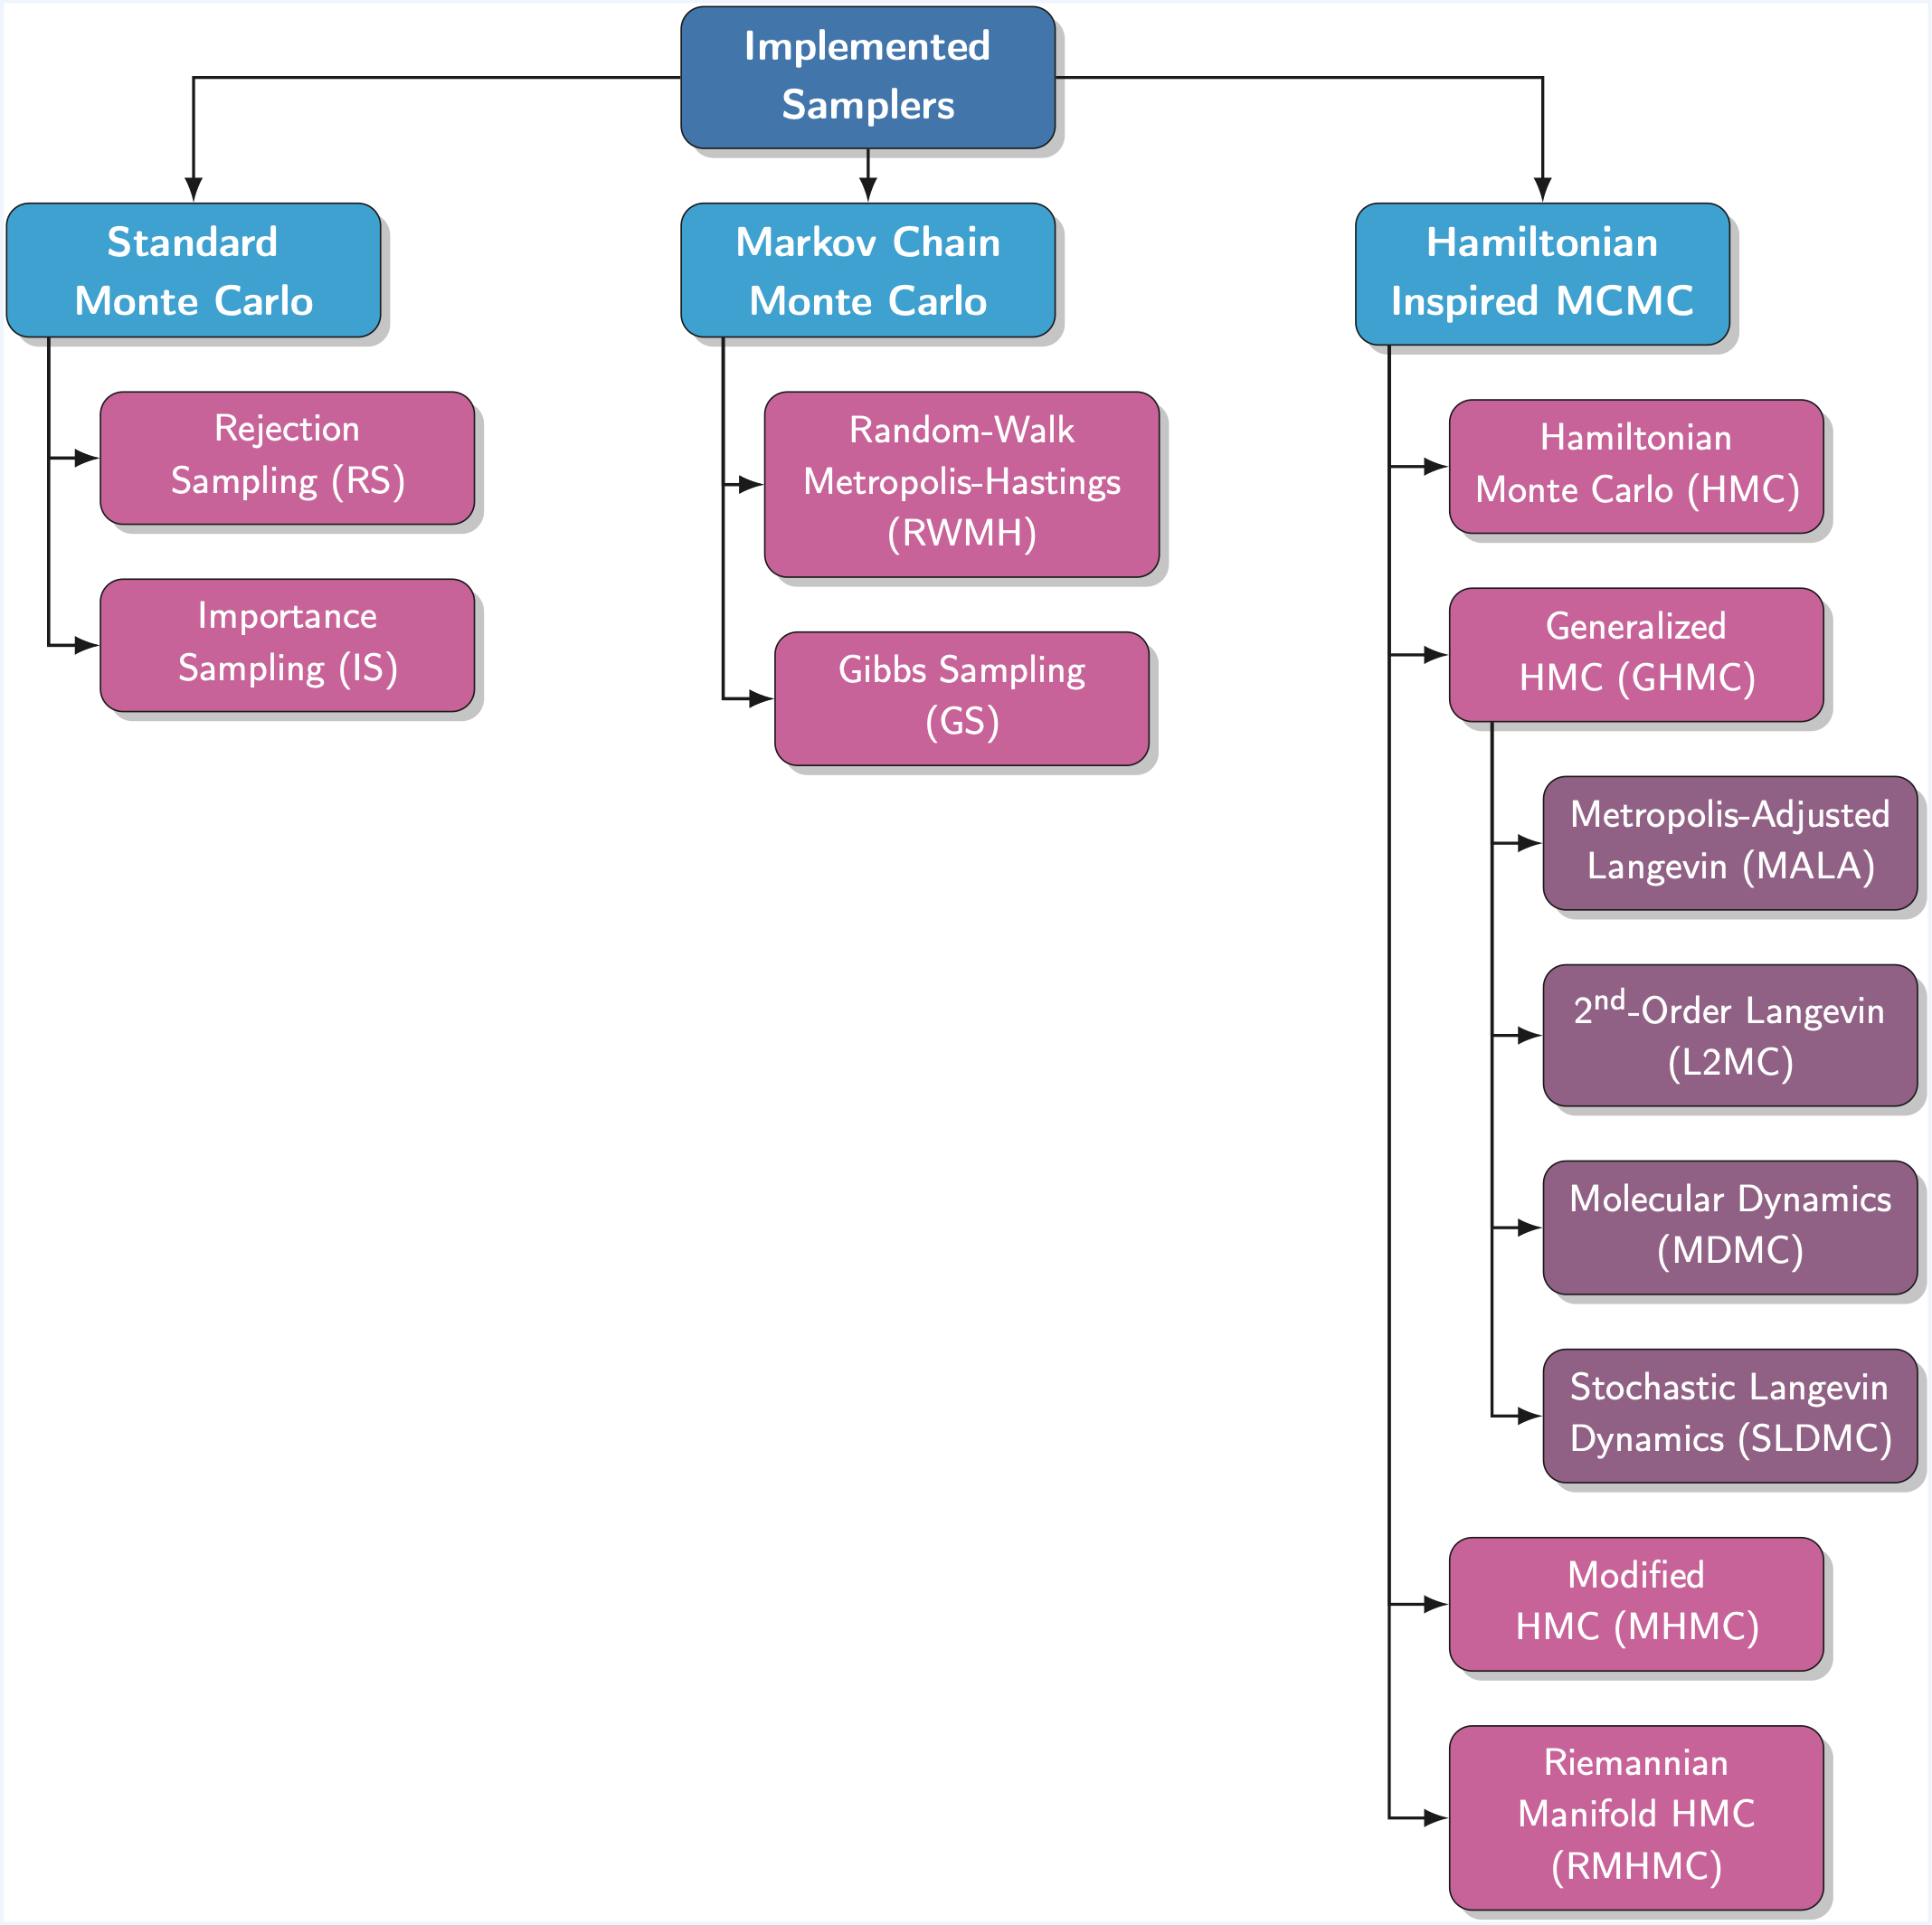 Implemented
Samplers
Standard
Monte Carlo
Rejection
Sampling (RS)
Importance
Sampling (IS)
Markov Chain
Monte Carlo
Random-Walk
Metropolis-Hastings
(RWMH)
Gibbs Sampling
(GS)
Hamiltonian
Inspired MCMC
Hamiltonian
Monte Carlo (HMC)
Generalized
HMC (GHMC)
Metropolis-Adjusted
Langevin (MALA)
2nd-Order Langevin
(L2MC)
Molecular Dynamics
(MDMC)
Stochastic Langevin
Dynamics (SLDMC)
Modified
HMC (MHMC)
Riemannian
Manifold HMC
(RMHMC)